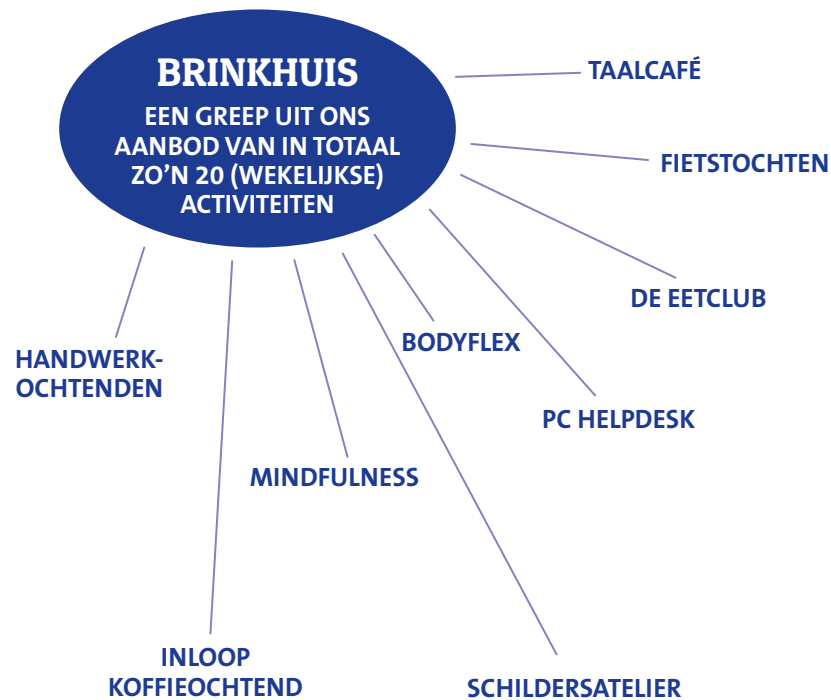 BRINKHUIS
EEN GREEP UIT ONS
AANBOD VAN IN TOTAAL
ZO'N 20 (WEKELIJKSE)
ACTIVITEITEN
TAALCAFÉ
FIETSTOCHTEN
DE EETCLUB
BODYFLEX
HANDWERK-
OCHTENDEN
PC HELPDESK
MINDFULNESS
INLOOP
KOFFIEOCHTEND
SCHILDERSATELIER